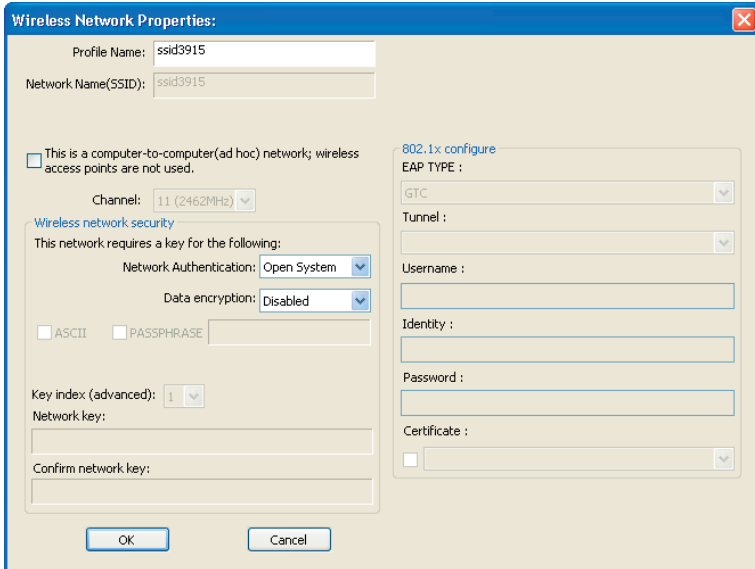 Wireless Network Properties:
Profile Name: ssid3915
Network Name(SSID): ssid3915
This is a computer-to-computer(ad hoc) network; wireless
access points are not used.
Channel: 11 (2462MHz)
Wireless network security
This network requires a key for the following:
Network Authentication: Open System
Data encryption: Disabled
ASCII PASSPHRASE
Key index (advanced): 1
Network key:
Confirm network key:
802.1x configure
EAP TYPE :
GTC
Tunnel :
Username :
Identity :
Password :
Certificate :
OK Cancel